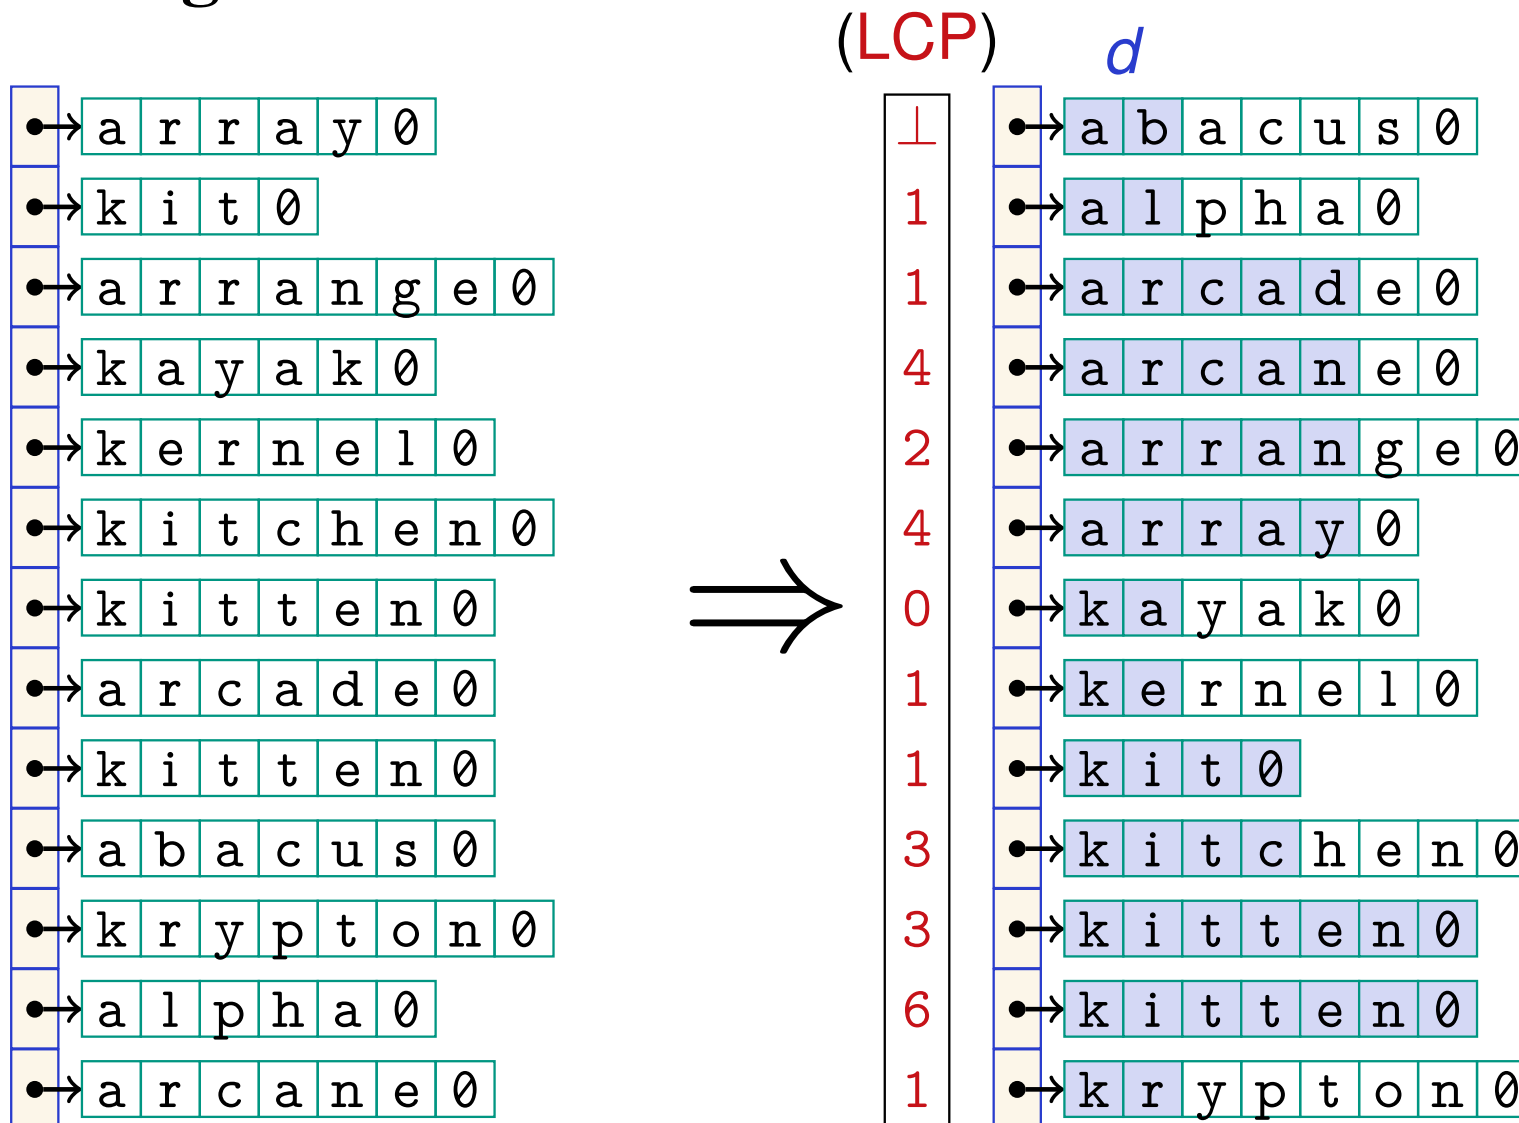 (LCP) d
array0 ⊥ abacus0
kit0 1 alpha0
arrange0 1 arcade0
kayak0 4 arcane0
kernel0 2 arrange0
kitchen0 4 array0
kitten0 0 kayak0
arcade0 1 kernel0
kitten0 1 kit0
abacus0 3 kitchen0
krypton0 3 kitten0
alpha0 6 kitten0
arcane0 1 krypton0